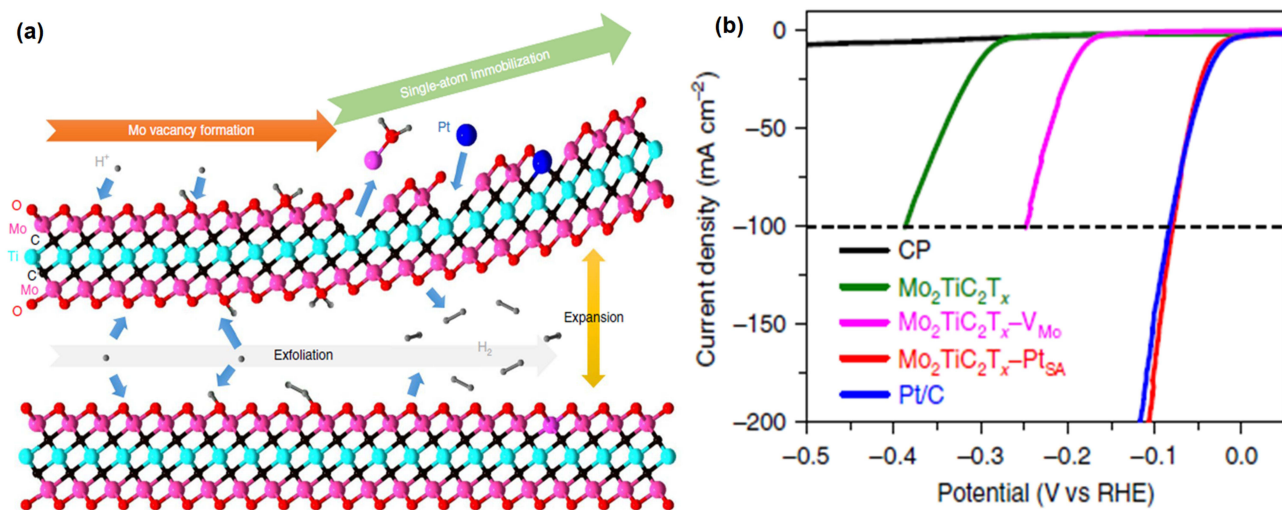 (a)
Single-atom immobilization
Mo vacancy formation
Pt
H⁺
O
Mo
C
Ti
C
Mo
O
Expansion
Exfoliation
H₂
(b)
0
−50
−100
−150
−200
Current density (mA cm⁻²)
CP
Mo₂TiC₂Tₓ
Mo₂TiC₂Tₓ–V_Mo
Mo₂TiC₂Tₓ–Pt_SA
Pt/C
−0.5 −0.4 −0.3 −0.2 −0.1 0.0
Potential (V vs RHE)